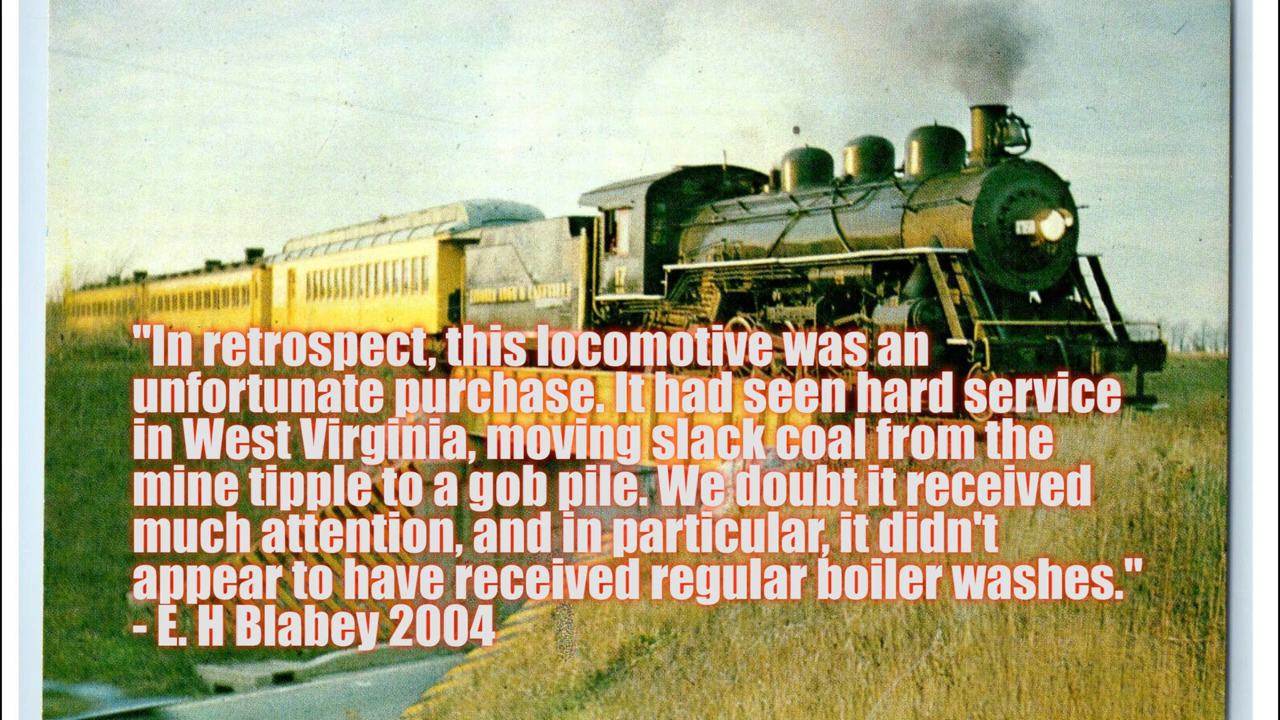 17
"In retrospect, this locomotive was an
unfortunate purchase. It had seen hard service
in West Virginia, moving slack coal from the
mine tipple to a gob pile. We doubt it received
much attention, and in particular, it didn't
appear to have received regular boiler washes."
- E. H Blabey 2004